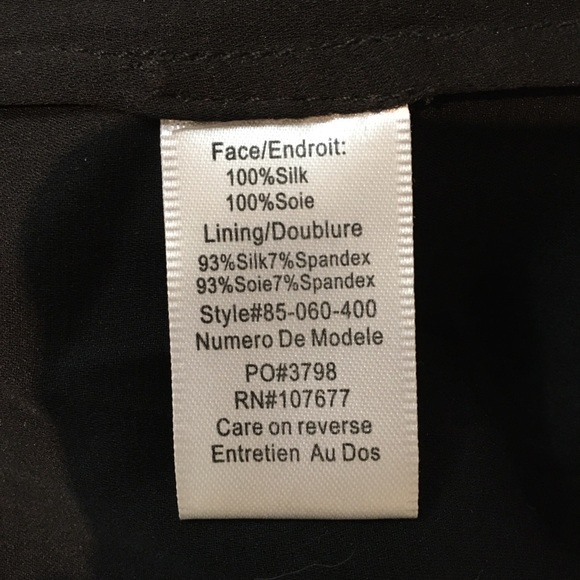 Face/Endroit:
100%Silk
100%Soie
Lining/Doublure
93%Silk7%Spandex
93%Soie7%Spandex
Style#85-060-400
Numero De Modele
PO#3798
RN#107677
Care on reverse
Entretien Au Dos